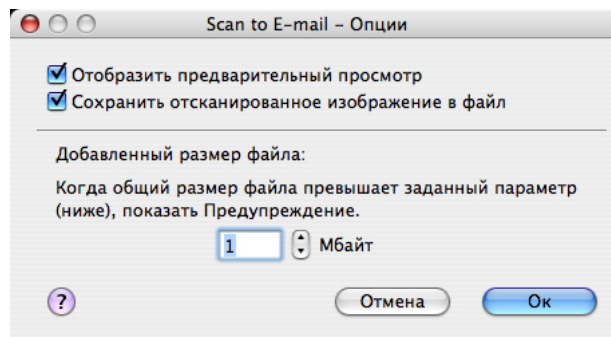 Scan to E-mail – Опции
Отобразить предварительный просмотр
Сохранить отсканированное изображение в файл
Добавленный размер файла:
Когда общий размер файла превышает заданный параметр
(ниже), показать Предупреждение.
1 Мбайт
? Отмена Ок